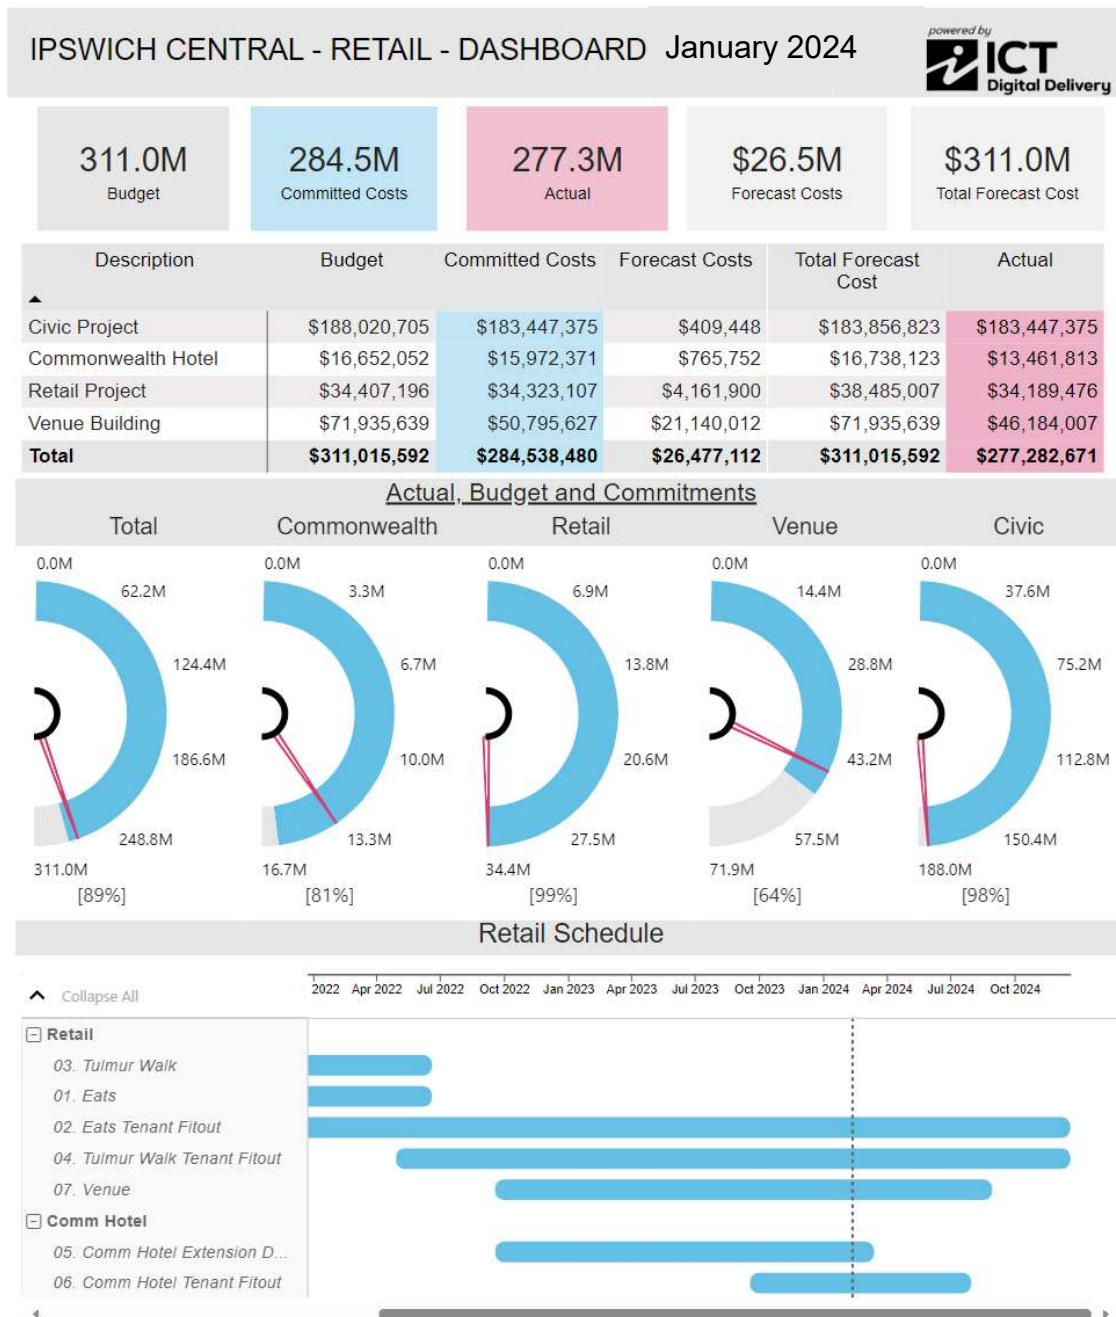 IPSWICH CENTRAL - RETAIL - DASHBOARD January 2024
powered by
ICT
Digital Delivery
311.0M 284.5M 277.3M $26.5M $311.0M
Budget Committed Costs Actual Forecast Costs Total Forecast Cost
Description Budget Committed Costs Forecast Costs Total Forecast Cost Actual
Civic Project $188,020,705 $183,447,375 $409,448 $183,856,823 $183,447,375
Commonwealth Hotel $16,652,052 $15,972,371 $765,752 $16,738,123 $13,461,813
Retail Project $34,407,196 $34,323,107 $4,161,900 $38,485,007 $34,189,476
Venue Building $71,935,639 $50,795,627 $21,140,012 $71,935,639 $46,184,007
Total $311,015,592 $284,538,480 $26,477,112 $311,015,592 $277,282,671
Actual, Budget and Commitments
Total Commonwealth Retail Venue Civic
0.0M 0.0M 0.0M 0.0M 0.0M
62.2M 3.3M 6.9M 14.4M 37.6M
124.4M 6.7M 13.8M 28.8M 75.2M
186.6M 10.0M 20.6M 43.2M 112.8M
248.8M 13.3M 27.5M 57.5M 150.4M
311.0M 16.7M 34.4M 71.9M 188.0M
[89%] [81%] [99%] [64%] [98%]
Retail Schedule
Collapse All 2022 Apr 2022 Jul 2022 Oct 2022 Jan 2023 Apr 2023 Jul 2023 Oct 2023 Jan 2024 Apr 2024 Jul 2024 Oct 2024
Retail
03. Tulmur Walk
01. Eats
02. Eats Tenant Fitout
04. Tulmur Walk Tenant Fitout
07. Venue
Comm Hotel
05. Comm Hotel Extension D...
06. Comm Hotel Tenant Fitout